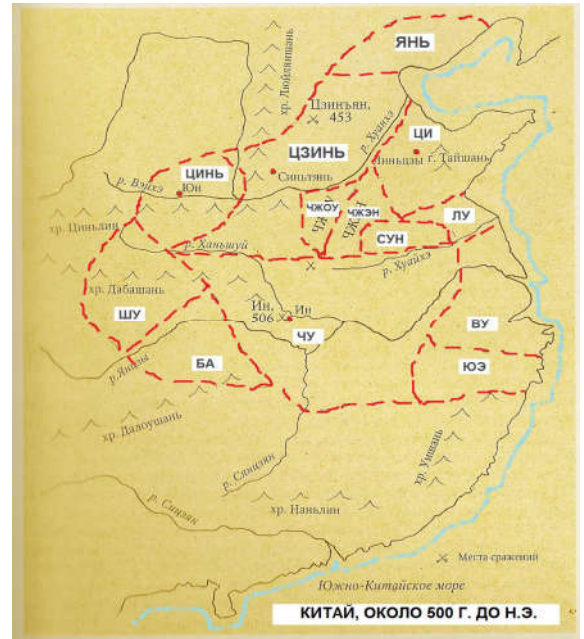 ЯНЬ
хр. Люйляншань
Цзинъян,
453
р. Хуанхэ
ЦИ
ЦЗИНЬ
ЦИНЬ
Синьтянь
Линьцзы
г. Тайшань
р. Вэйхэ
Юн
ЧЖОУ
ЧЖЭН
ЛУ
СУН
хр. Циньлин
р. Ханьшуй
р. Хуайхэ
хр. Дабашань
ШУ
Ин,
506
Ин
ЧУ
ВУ
р. Янцзы
БА
ЮЭ
хр. Далоушань
р. Сянцзян
хр. Уишань
р. Сицзян
хр. Наньлин
Места сражений
Южно-Китайское море
КИТАЙ, ОКОЛО 500 Г. ДО Н.Э.